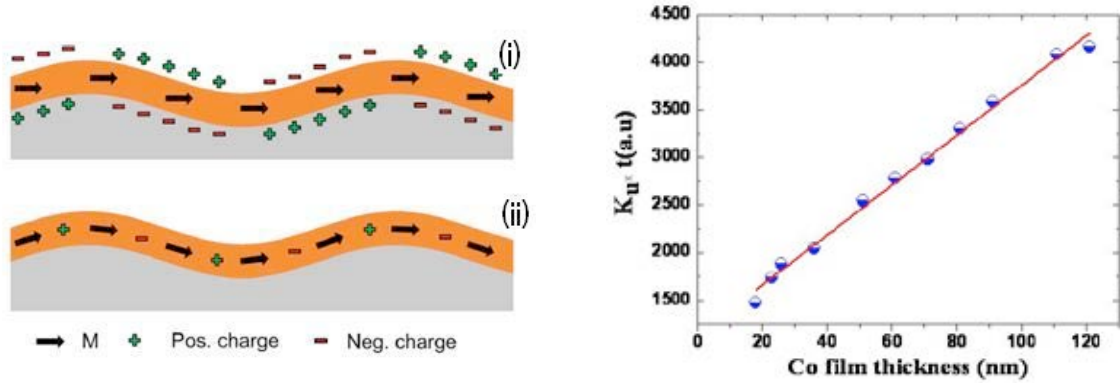 (i)
(ii)
M
Pos. charge
Neg. charge
4500
4000
3500
3000
2500
2000
1500
K_u x t(a.u)
0
20
40
60
80
100
120
Co film thickness (nm)